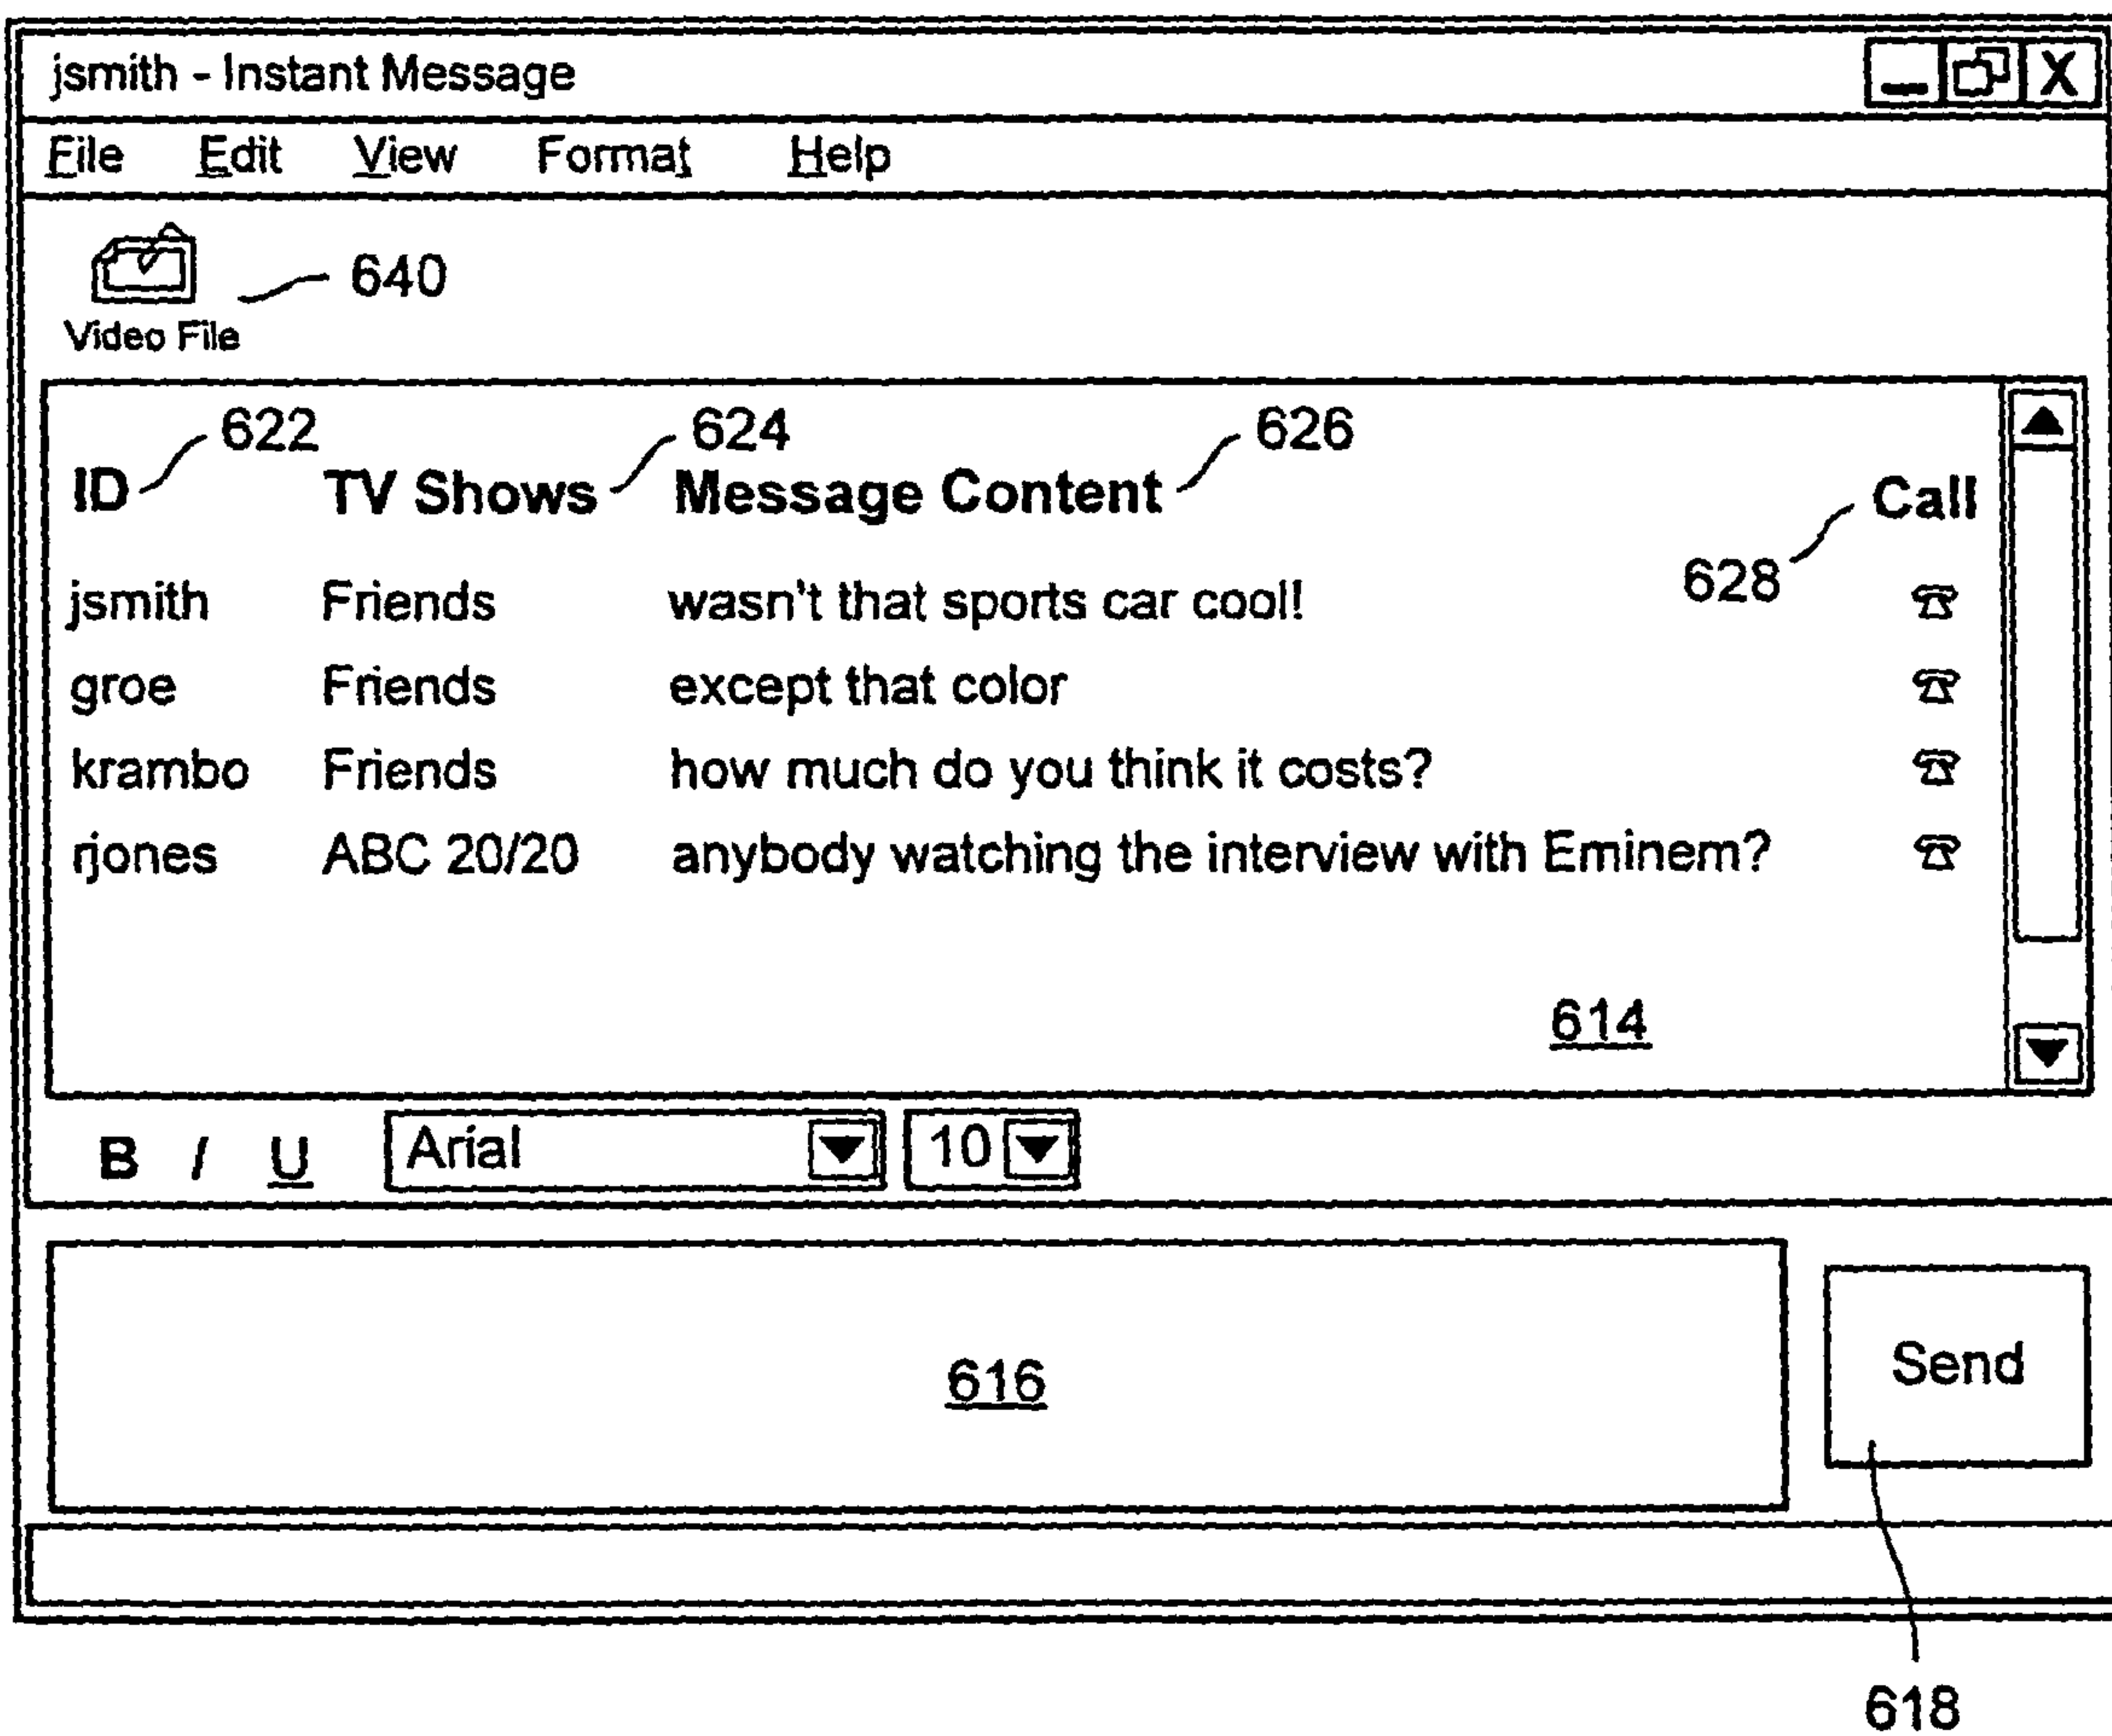 jsmith - Instant Message
File Edit View Format Help
640
Video File
622 624 626
ID TV Shows Message Content Call
628
jsmith Friends wasn't that sports car cool!
groe Friends except that color
krambo Friends how much do you think it costs?
rjones ABC 20/20 anybody watching the interview with Eminem?
614
B I U Arial 10
616
Send
618